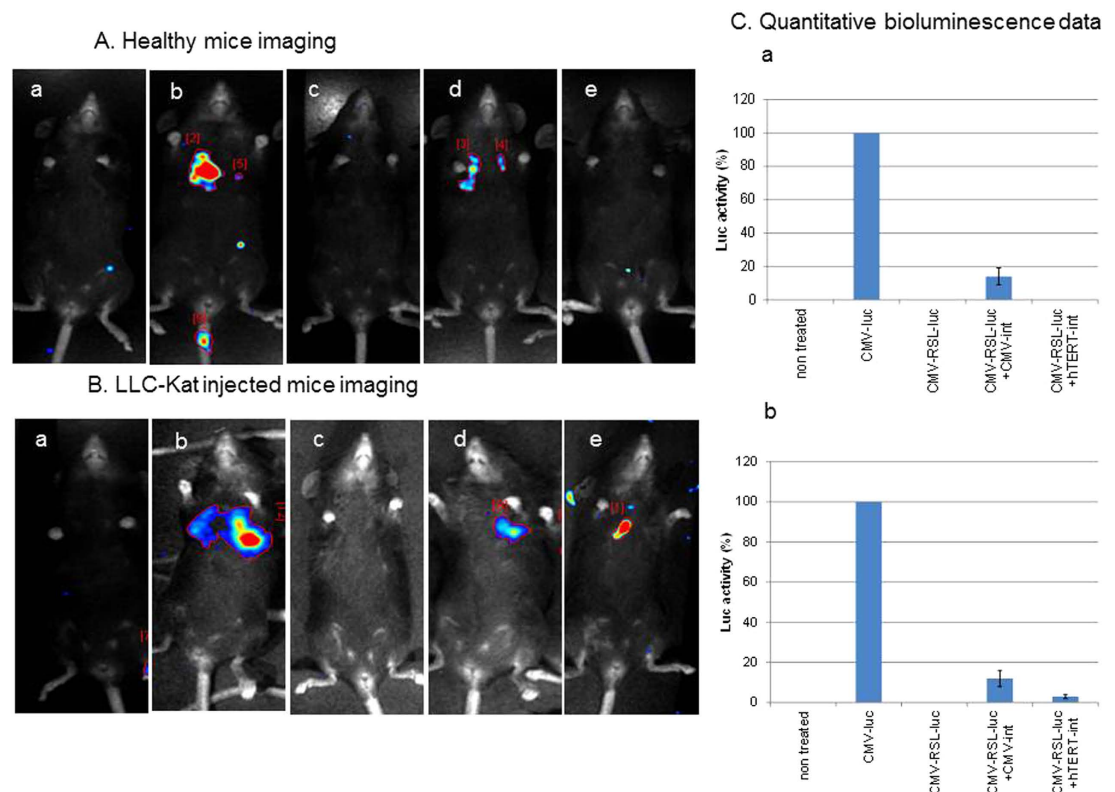 A. Healthy mice imaging
a
b
c
d
e
[2]
[5]
[3]
[4]
B. LLC-Kat injected mice imaging
a
b
c
d
e
[1]
C. Quantitative bioluminescence data
a
Luc activity (%)
120
100
80
60
40
20
0
non treated
CMV-luc
CMV-RSL-luc
CMV-RSL-luc
+CMV-int
CMV-RSL-luc
+hTERT-int
b
Luc activity (%)
120
100
80
60
40
20
0
non treated
CMV-luc
CMV-RSL-luc
CMV-RSL-luc
+CMV-int
CMV-RSL-luc
+hTERT-int